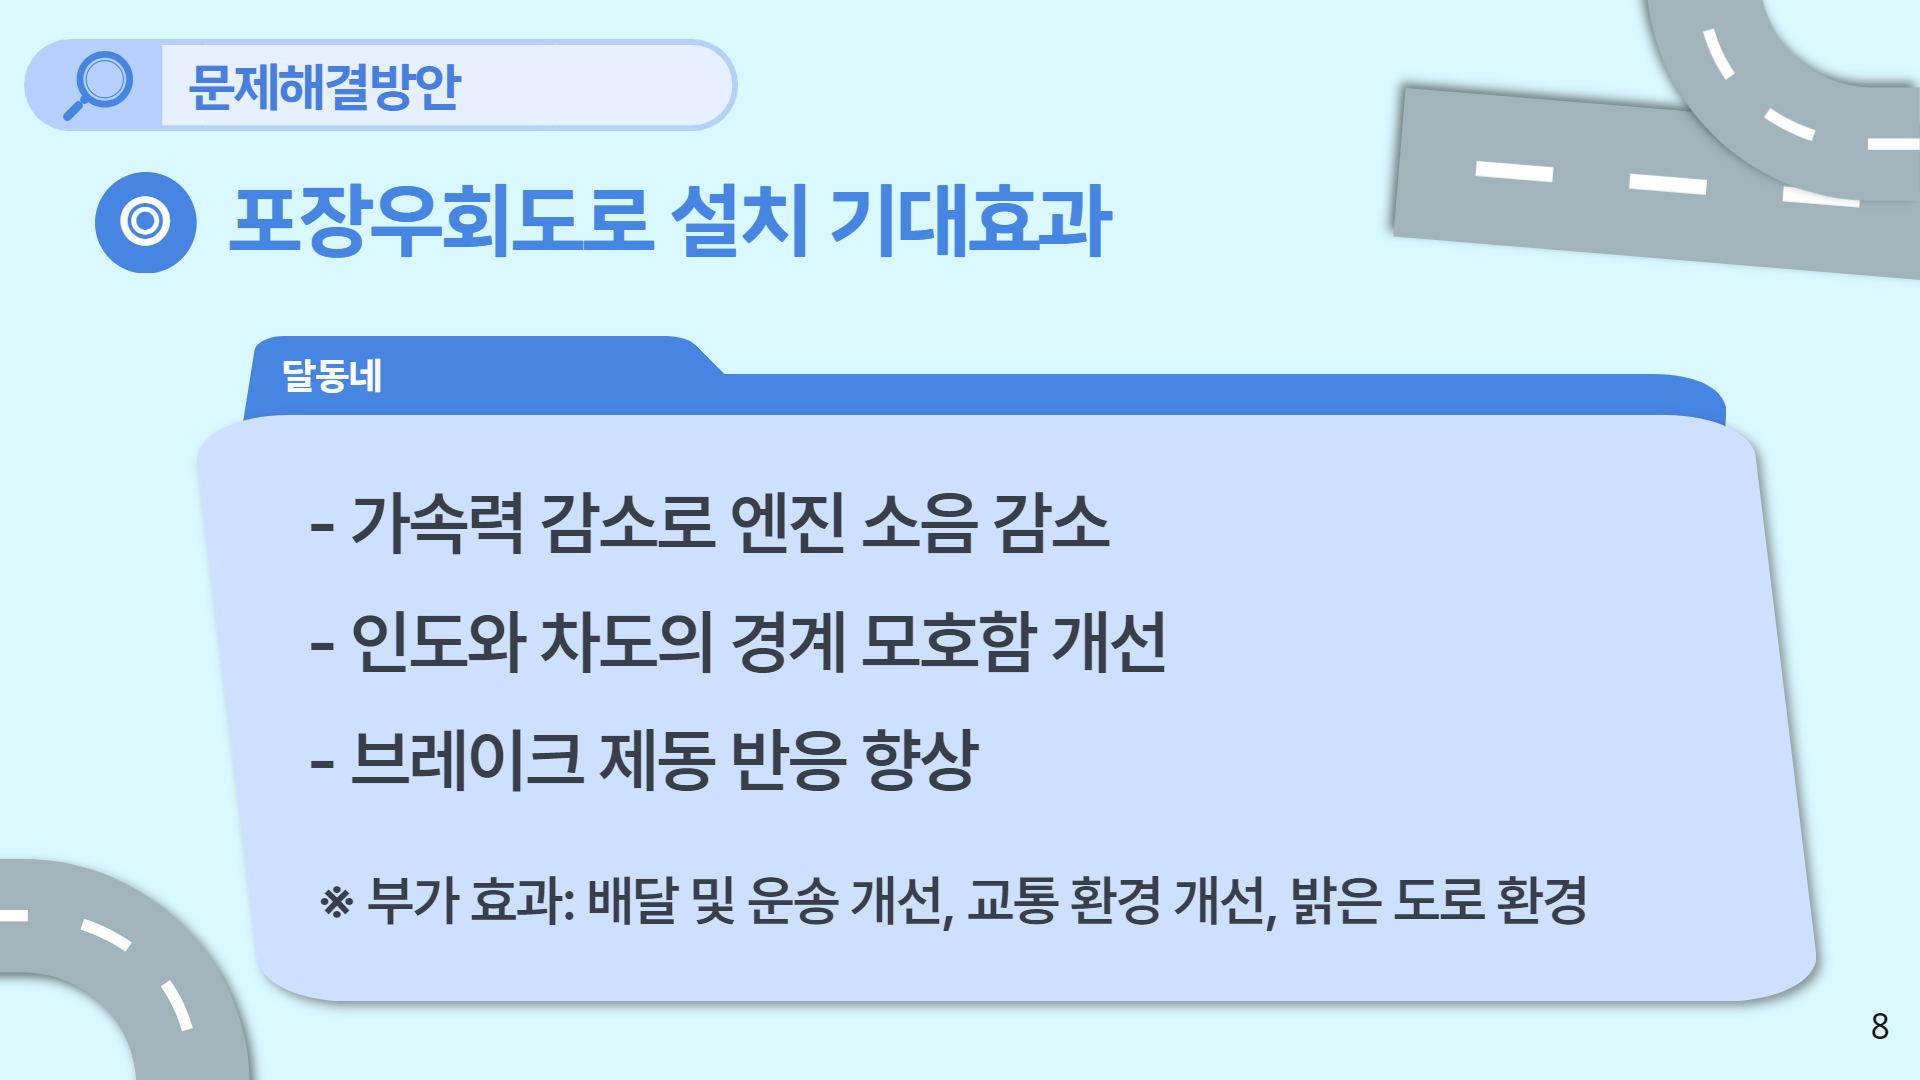 문제해결방안
포장우회도로 설치 기대효과
달동네
- 가속력 감소로 엔진 소음 감소
- 인도와 차도의 경계 모호함 개선
- 브레이크 제동 반응 향상
※ 부가 효과: 배달 및 운송 개선, 교통 환경 개선, 밝은 도로 환경
8